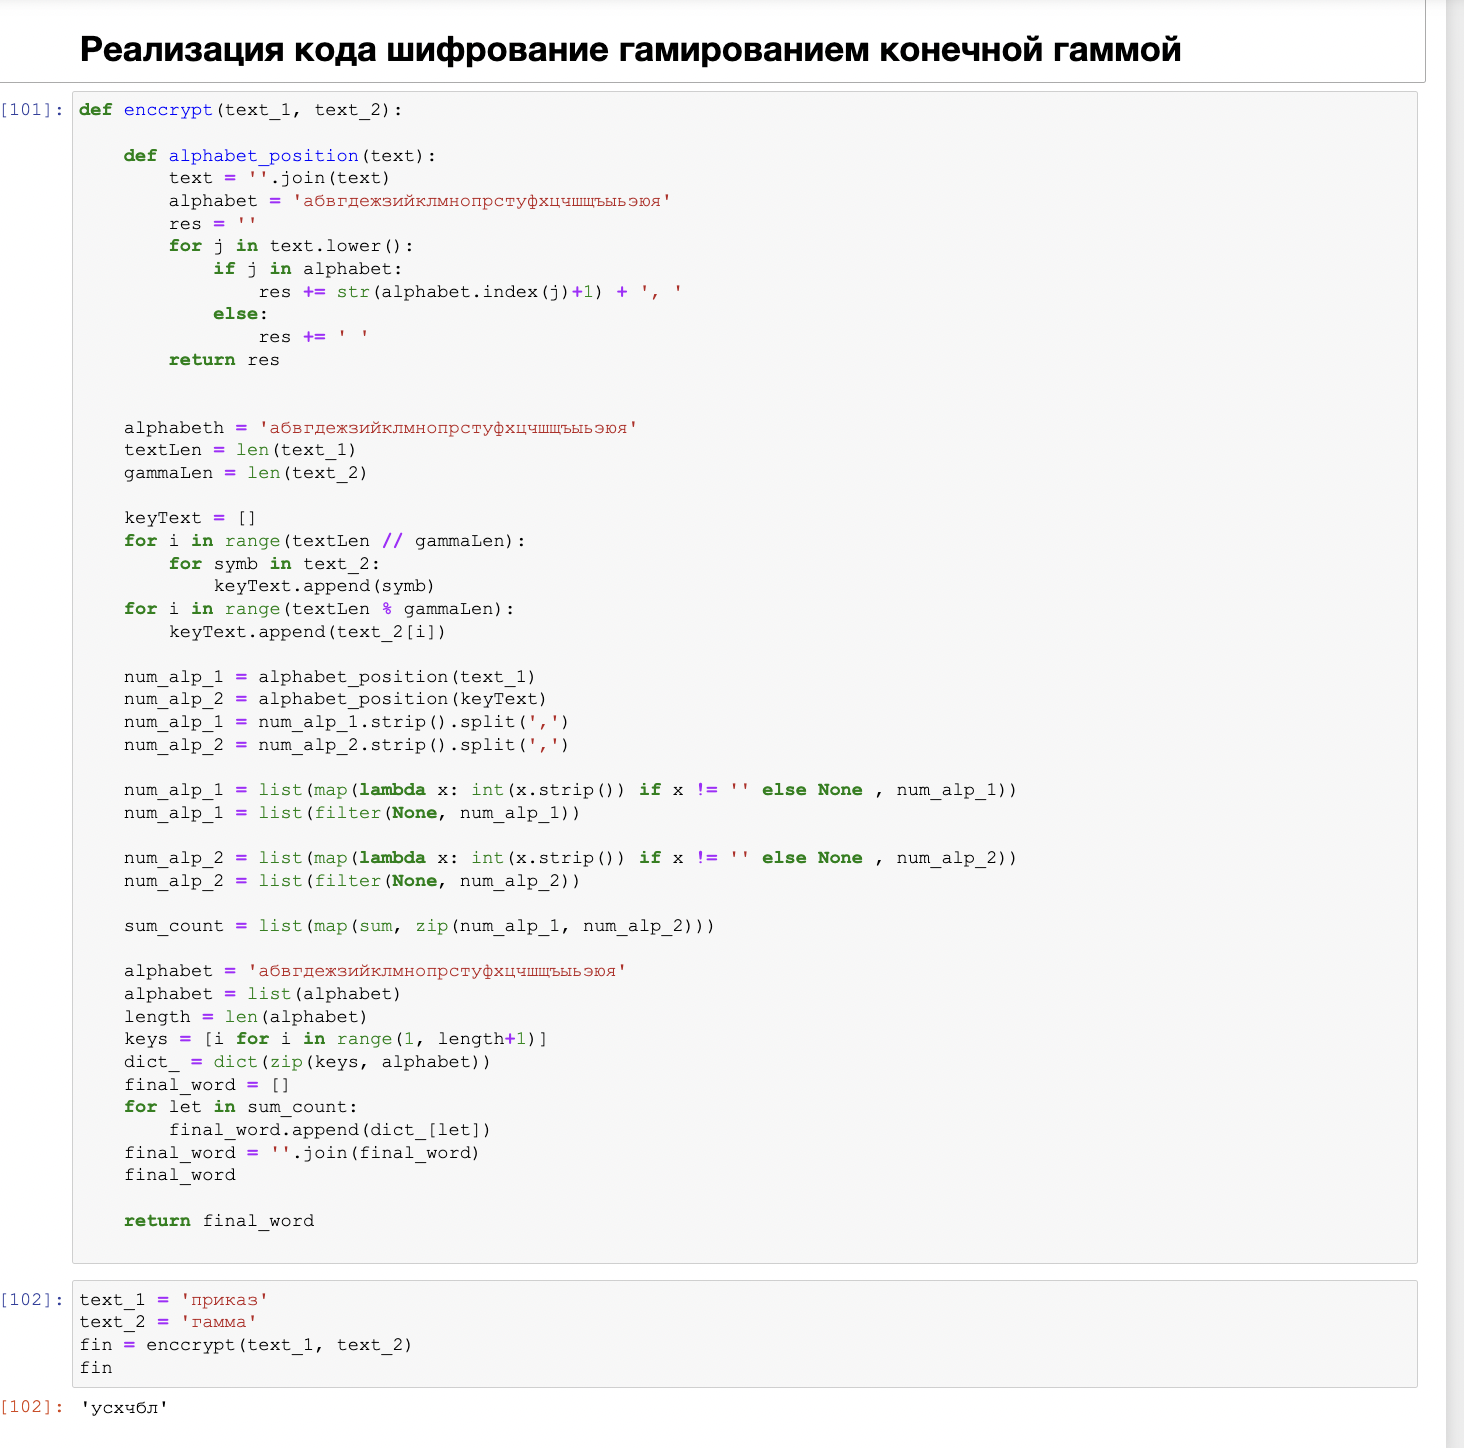 Реализация кода шифрование гамированием конечной гаммой
[101]: def enccrypt(text_1, text_2):
def alphabet_position(text):
text = ''.join(text)
alphabet = 'абвгдежзийклмнопрстуфхцчшщъыьэюя'
res = ''
for j in text.lower():
if j in alphabet:
res += str(alphabet.index(j)+1) + ', '
else:
res += ' '
return res
alphabeth = 'абвгдежзийклмнопрстуфхцчшщъыьэюя'
textLen = len(text_1)
gammaLen = len(text_2)
keyText = []
for i in range(textLen // gammaLen):
for symb in text_2:
keyText.append(symb)
for i in range(textLen % gammaLen):
keyText.append(text_2[i])
num_alp_1 = alphabet_position(text_1)
num_alp_2 = alphabet_position(keyText)
num_alp_1 = num_alp_1.strip().split(',')
num_alp_2 = num_alp_2.strip().split(',')
num_alp_1 = list(map(lambda x: int(x.strip()) if x != '' else None , num_alp_1))
num_alp_1 = list(filter(None, num_alp_1))
num_alp_2 = list(map(lambda x: int(x.strip()) if x != '' else None , num_alp_2))
num_alp_2 = list(filter(None, num_alp_2))
sum_count = list(map(sum, zip(num_alp_1, num_alp_2)))
alphabet = 'абвгдежзийклмнопрстуфхцчшщъыьэюя'
alphabet = list(alphabet)
length = len(alphabet)
keys = [i for i in range(1, length+1)]
dict_ = dict(zip(keys, alphabet))
final_word = []
for let in sum_count:
final_word.append(dict_[let])
final_word = ''.join(final_word)
final_word
return final_word
[102]: text_1 = 'приказ'
text_2 = 'гамма'
fin = enccrypt(text_1, text_2)
fin
[102]: 'усхчбл'